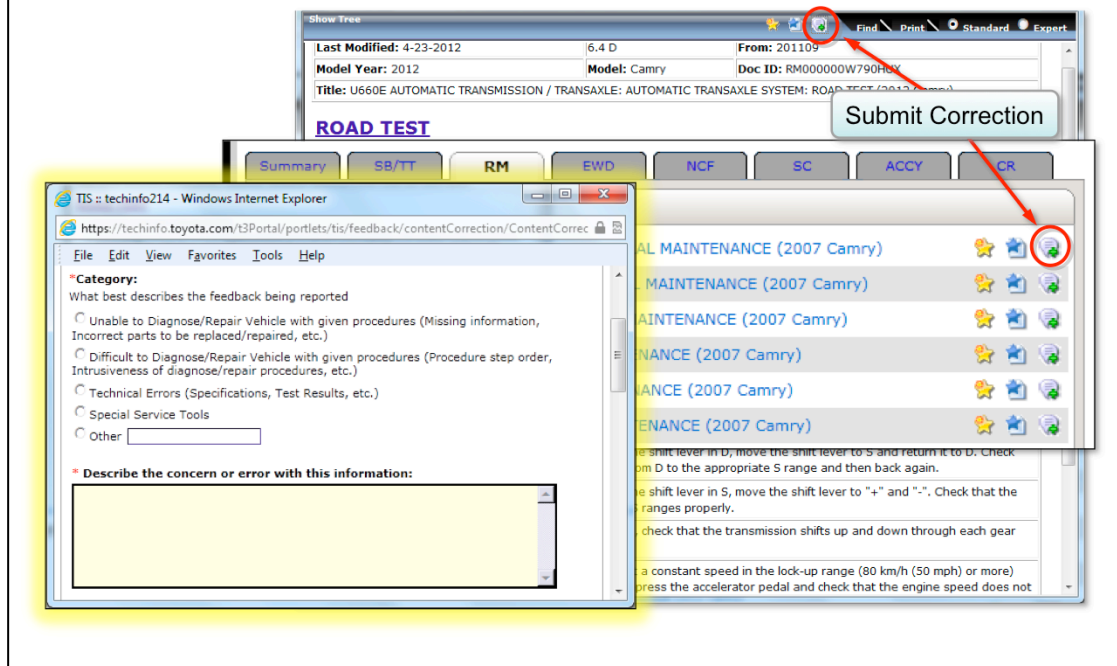 Show Tree
Find Print Standard Expert
Last Modified: 4-23-2012 6.4 D From: 201109
Model Year: 2012 Model: Camry Doc ID: RM000000W790HUX
Title: U660E AUTOMATIC TRANSMISSION / TRANSAXLE: AUTOMATIC TRANSAXLE SYSTEM: ROAD TEST (2012 Camry)
Submit Correction
ROAD TEST
Summary SB/TT RM EWD NCF SC ACCY CR
TIS :: techinfo214 - Windows Internet Explorer
https://techinfo.toyota.com/t3Portal/portlets/tis/feedback/contentCorrection/ContentCorrec
File Edit View Favorites Tools Help
*Category:
What best describes the feedback being reported
Unable to Diagnose/Repair Vehicle with given procedures (Missing information,
Incorrect parts to be replaced/repaired, etc.)
Difficult to Diagnose/Repair Vehicle with given procedures (Procedure step order,
Intrusiveness of diagnose/repair procedures, etc.)
Technical Errors (Specifications, Test Results, etc.)
Special Service Tools
Other
* Describe the concern or error with this information:
AL MAINTENANCE (2007 Camry)
MAINTENANCE (2007 Camry)
AINTENANCE (2007 Camry)
NANCE (2007 Camry)
ANCE (2007 Camry)
ENANCE (2007 Camry)
e shift lever in D, move the shift lever to S and return it to D. Check
om D to the appropriate S range and then back again.
e shift lever in S, move the shift lever to "+" and "-". Check that the
ranges properly.
check that the transmission shifts up and down through each gear
a constant speed in the lock-up range (80 km/h (50 mph) or more)
press the accelerator pedal and check that the engine speed does not